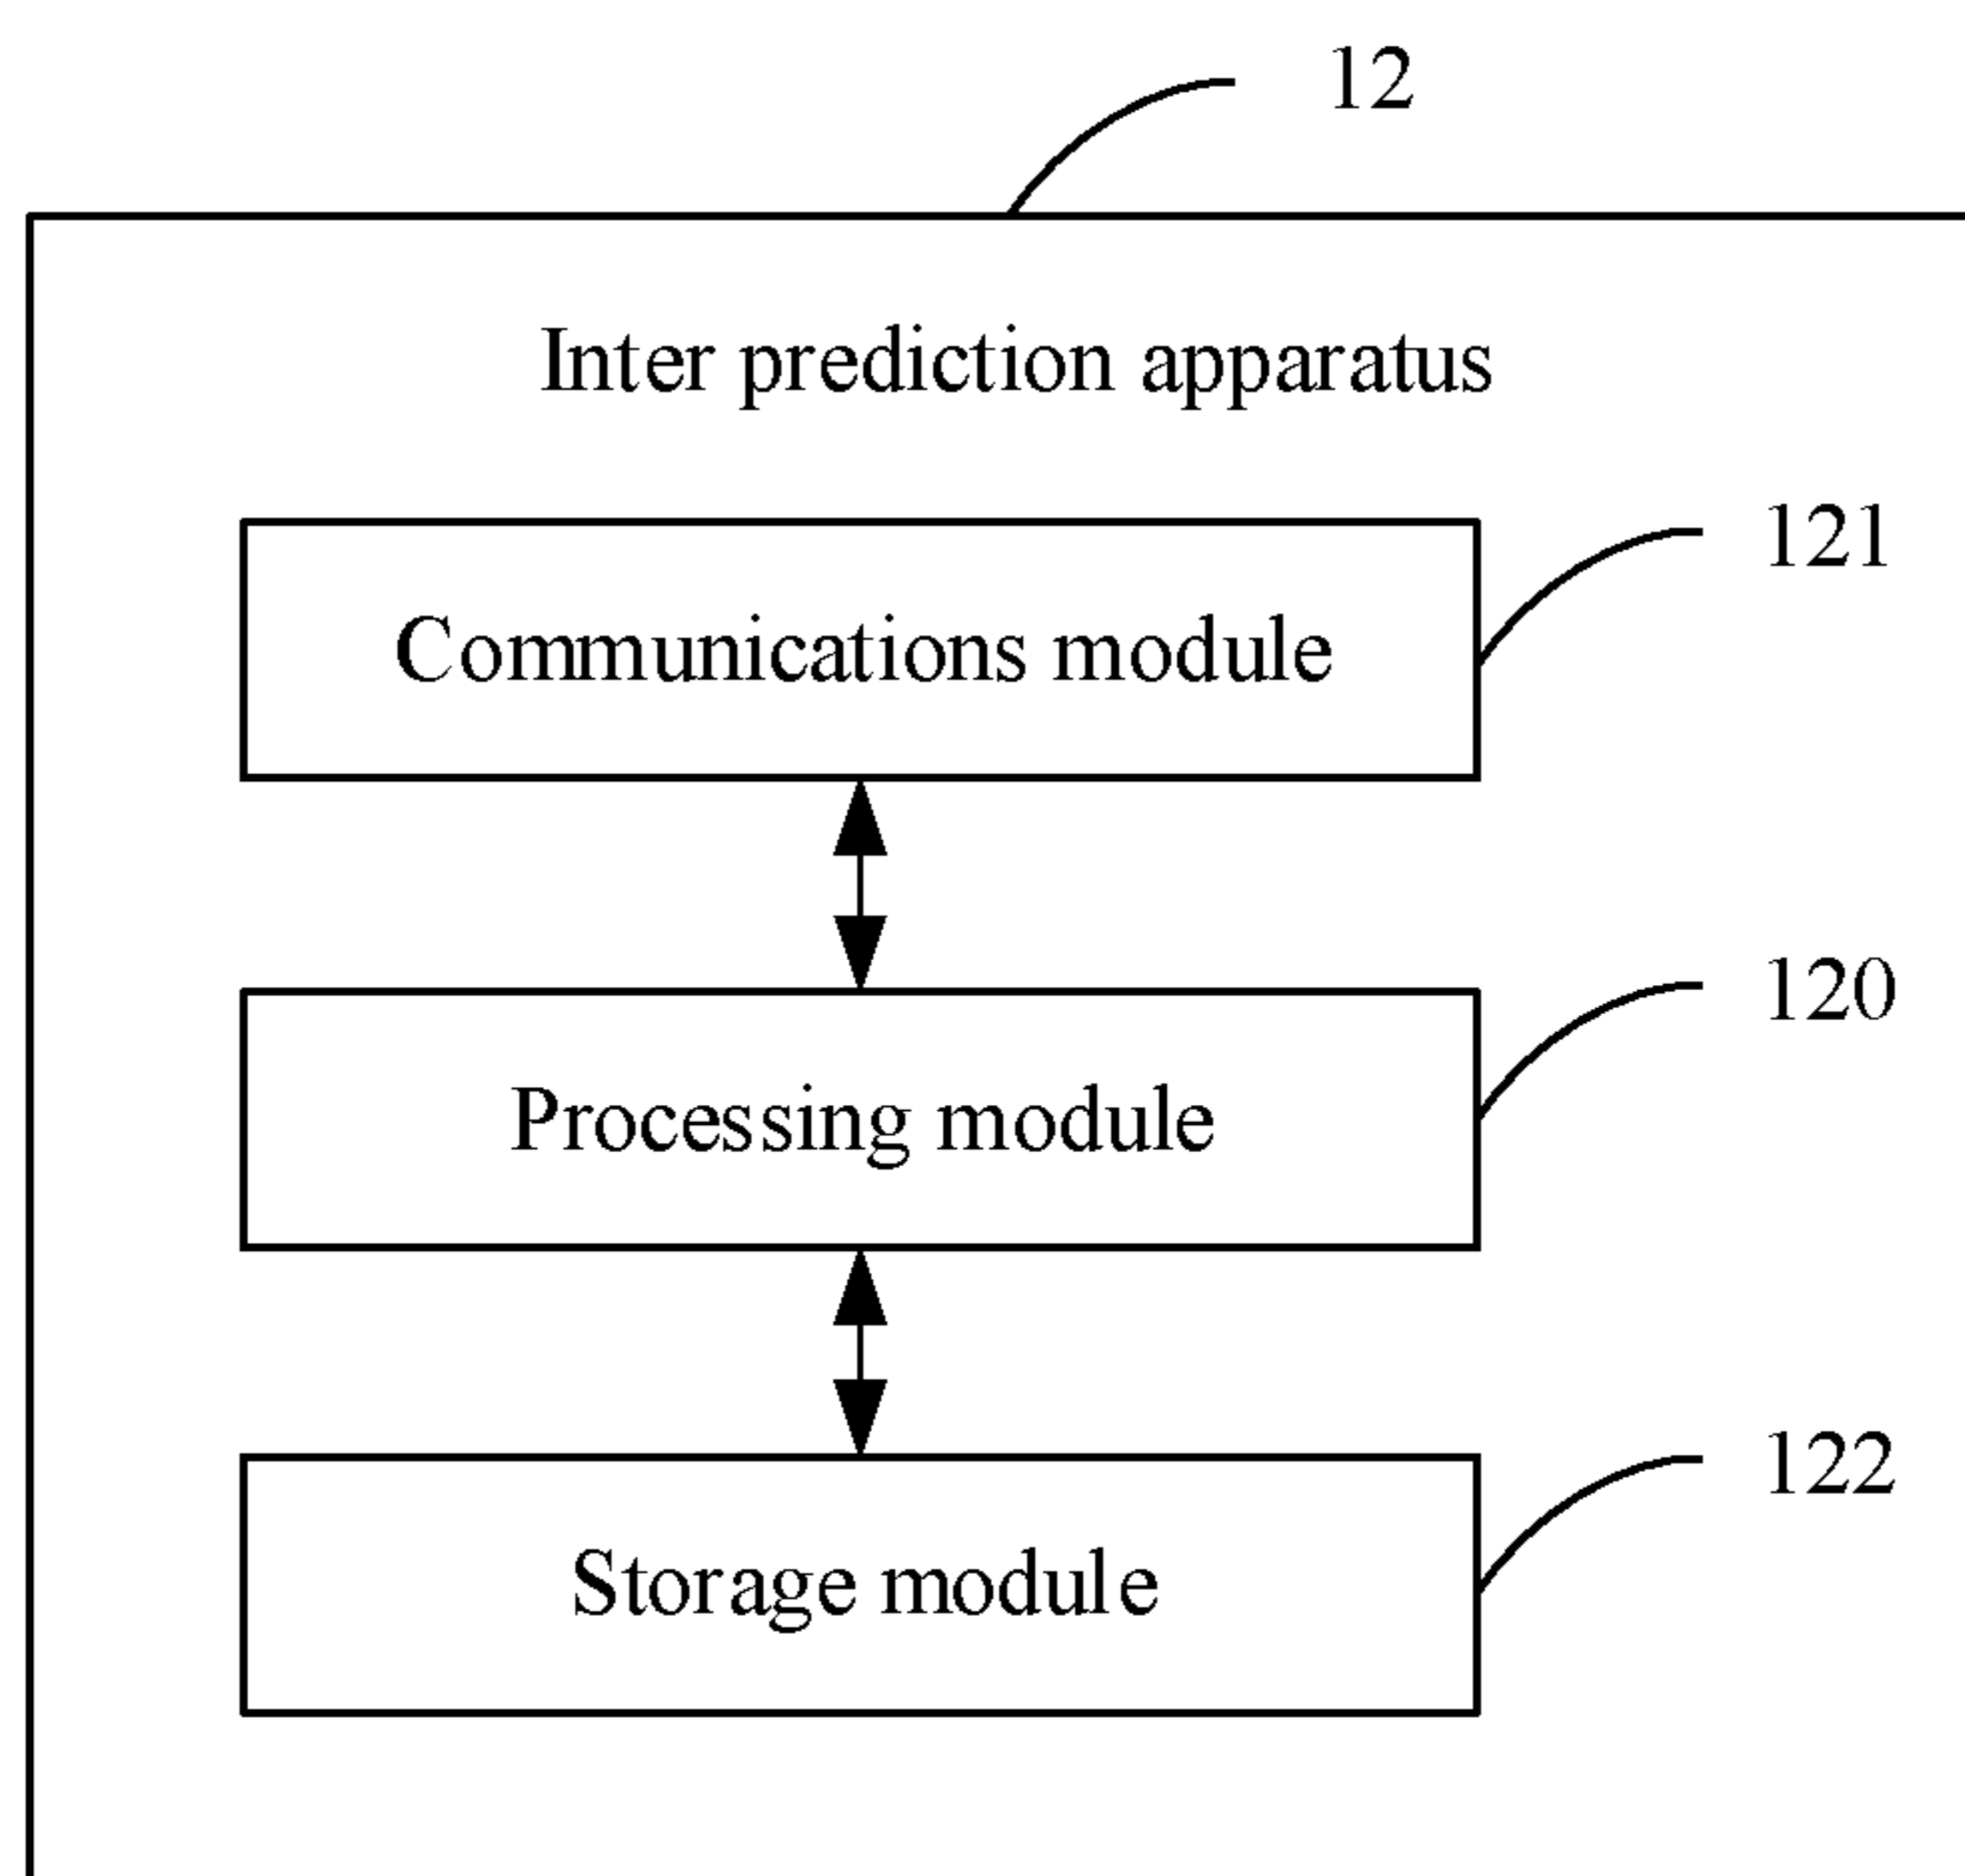 12
Inter prediction apparatus
121
Communications module
120
Processing module
122
Storage module